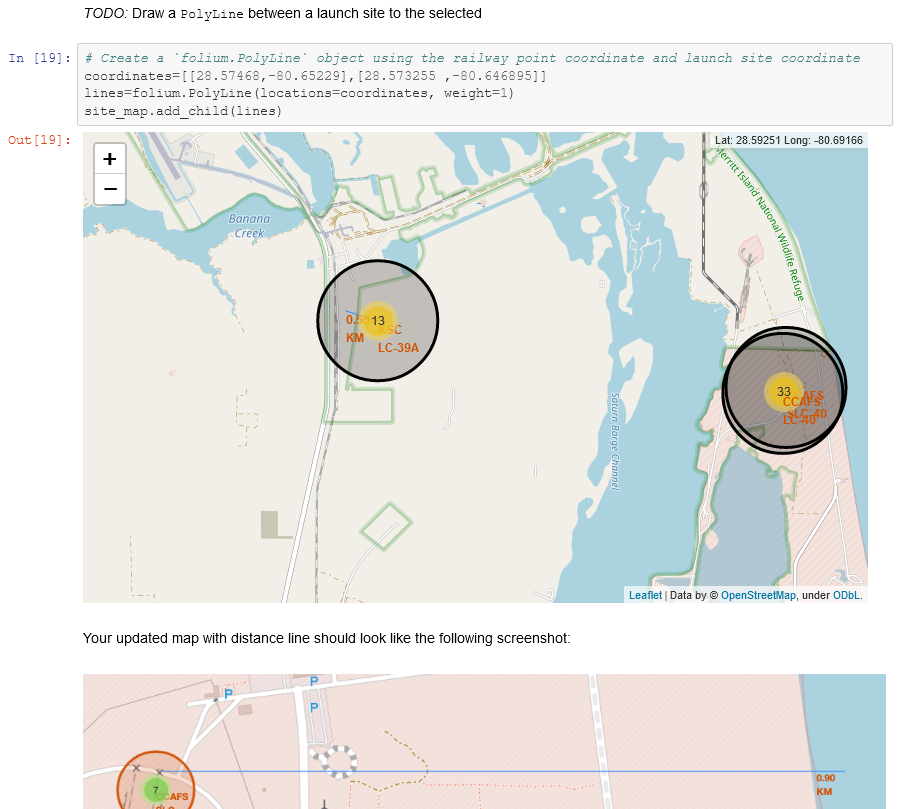 TODO: Draw a PolyLine between a launch site to the selected
In [19]:
# Create a `folium.PolyLine` object using the railway point coordinate and launch site coordinate
coordinates=[[28.57468,-80.65229],[28.573255 ,-80.646895]]
lines=folium.PolyLine(locations=coordinates, weight=1)
site_map.add_child(lines)
Out[19]:
+
−
Lat: 28.59251 Long: -80.69166
Merritt Island National Wildlife Refuge
Banana
Creek
13
KM
LC-39A
Saturn Barge Channel
33
CCAFS
SLC-40
LC-40
Leaflet | Data by © OpenStreetMap, under ODbL.
Your updated map with distance line should look like the following screenshot:
P
P
P
7
CCAFS
0.90
KM